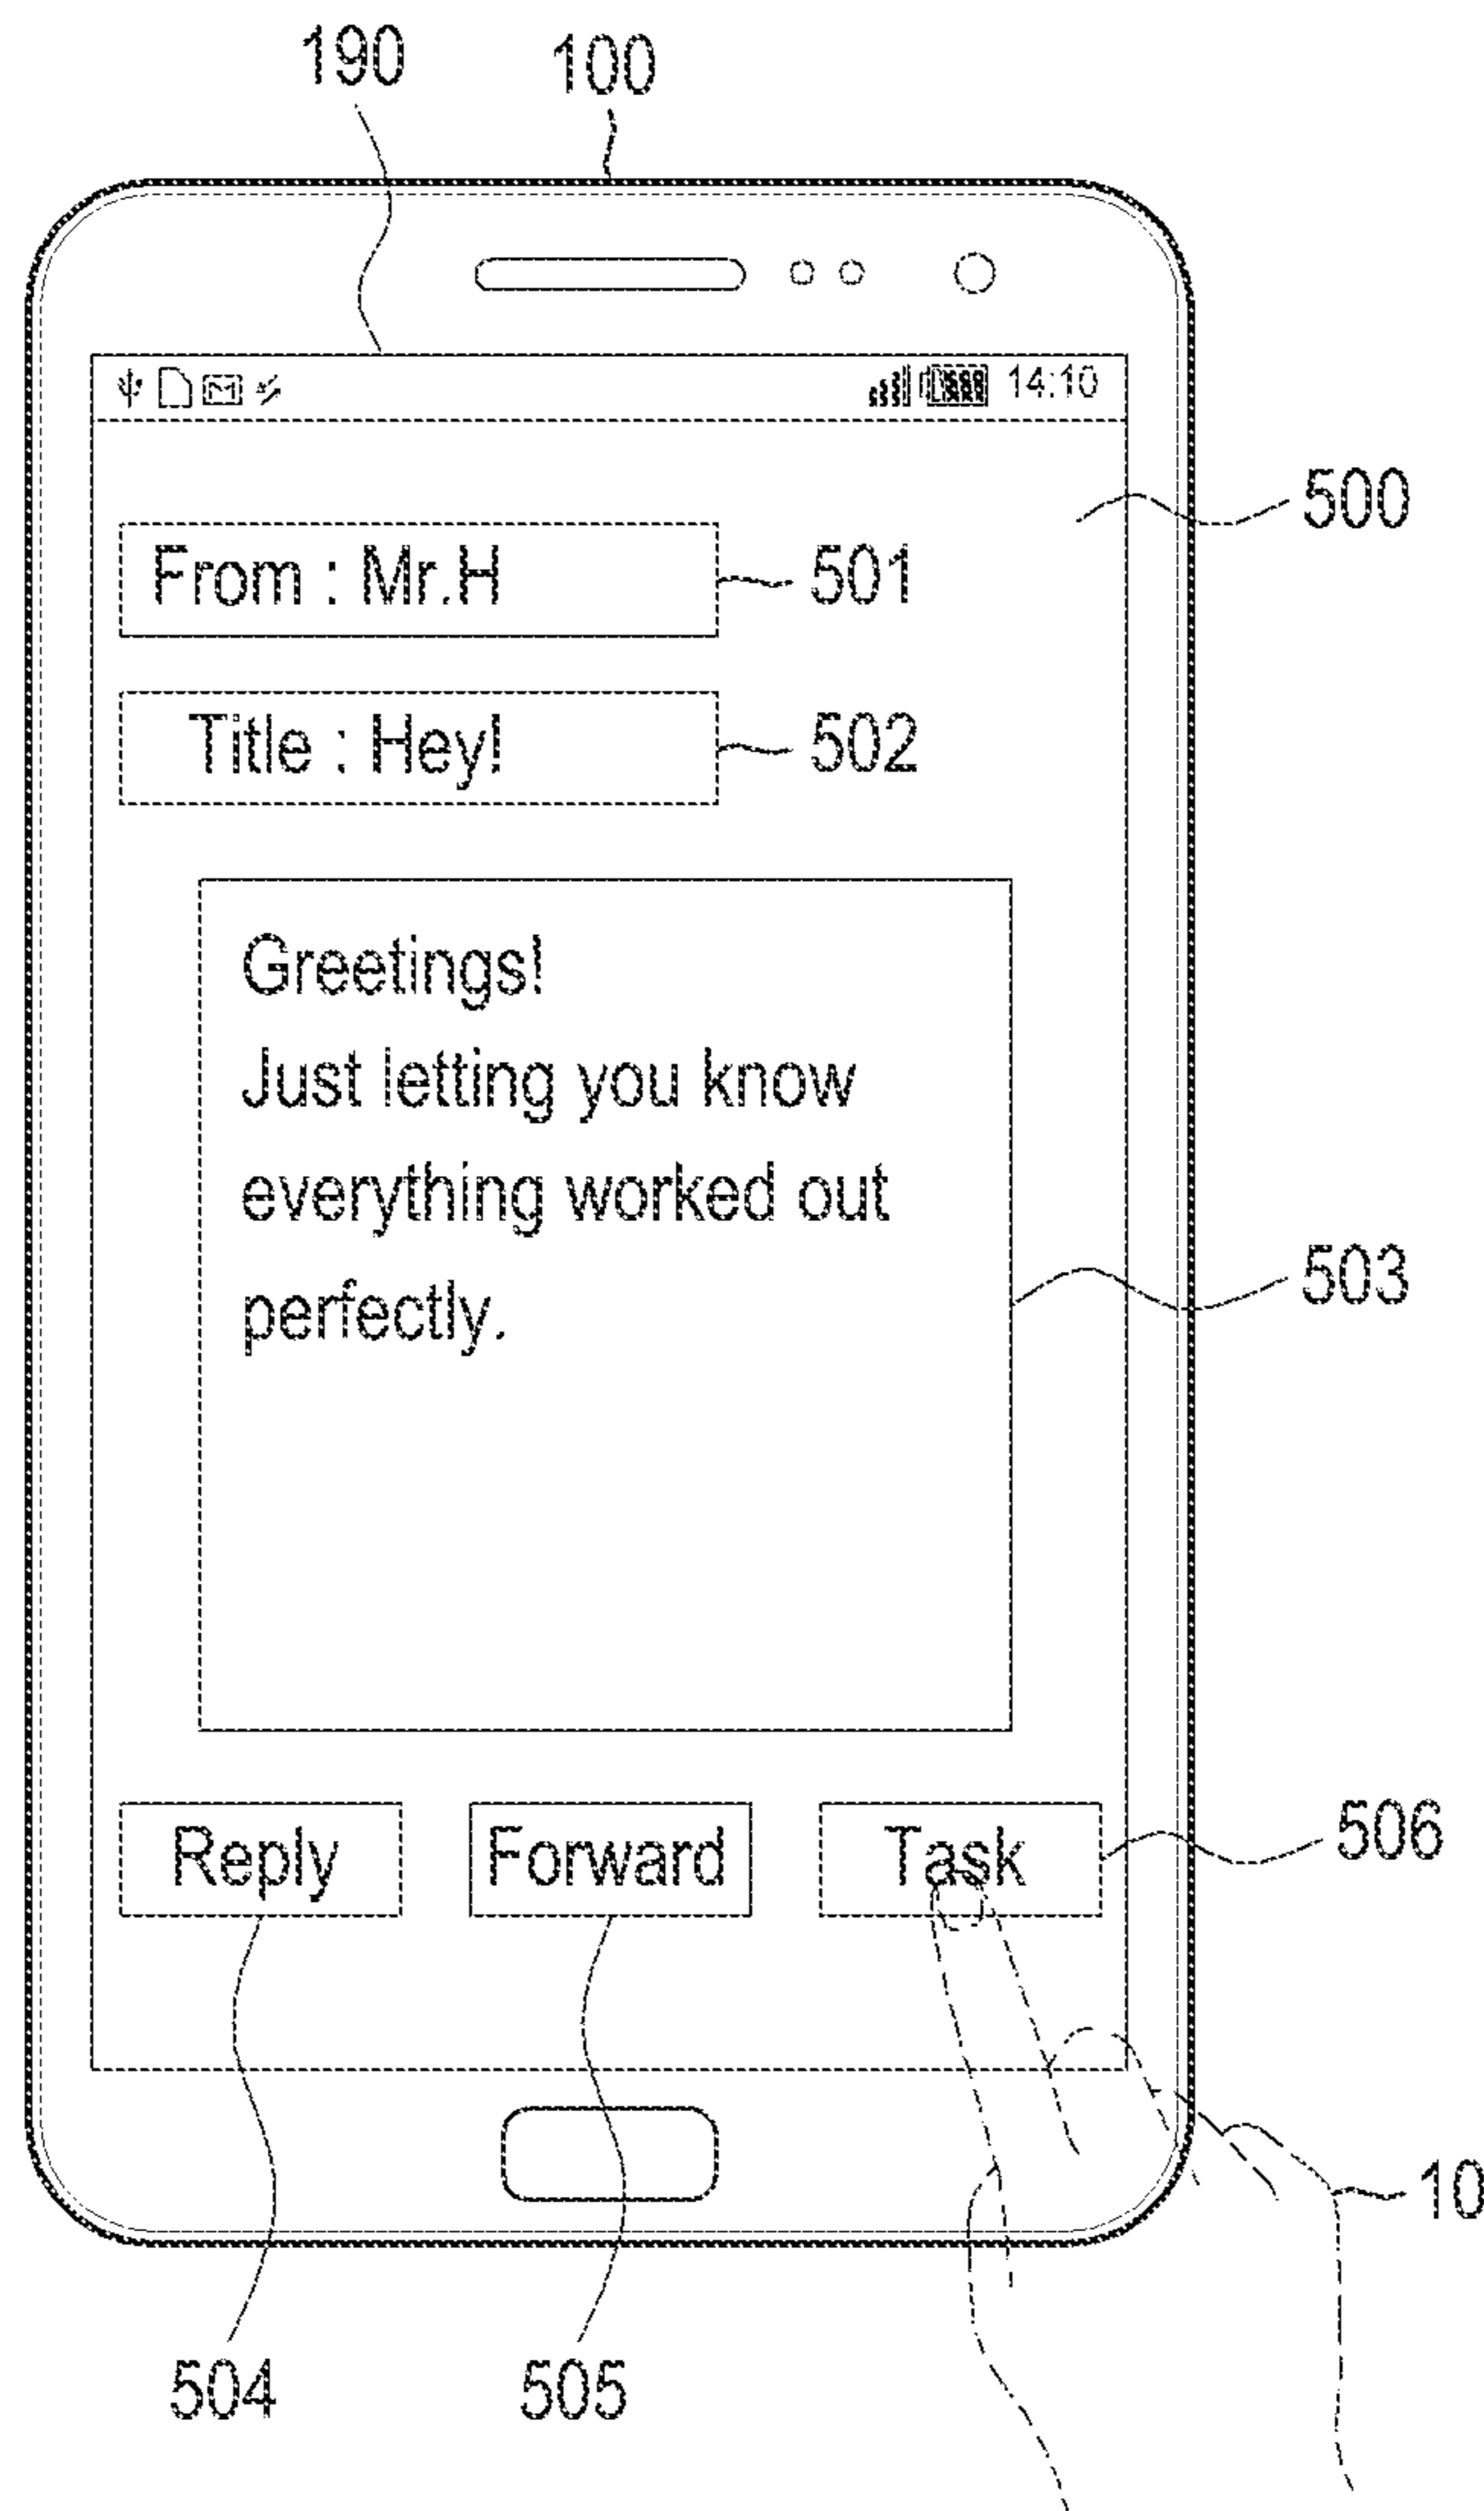 190 100
14:10
500
From : Mr.H 501
Title : Hey! 502
Greetings!
Just letting you know
everything worked out
perfectly.
503
Reply Forward Task 506
10
504 505